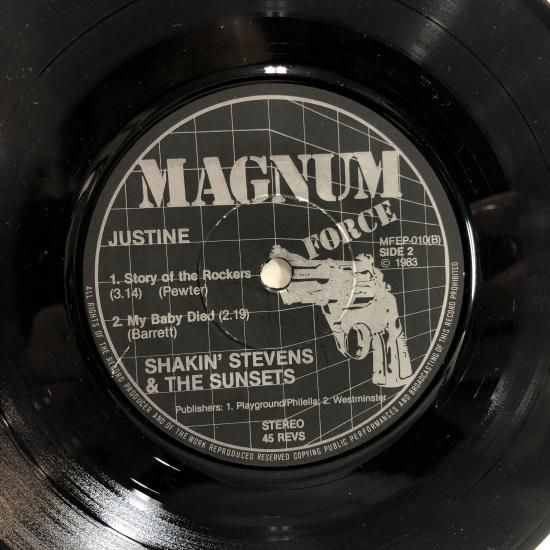 MAGNUM
FORCE
JUSTINE
MFEP-010(B)
SIDE 2
© 1983
1. Story of the Rockers
(3.14) (Pewter)
2. My Baby Died (2.19)
(Barrett)
SHAKIN' STEVENS
& THE SUNSETS
Publishers: 1. Playground/Philells; 2. Westminster
STEREO
45 REVS
ALL RIGHTS OF THE RECORD PRODUCER AND OF THE WORK REPRODUCED RESERVED COPYING PUBLIC PERFORMANCES AND BROADCASTING OF THIS RECORD PROHIBITED